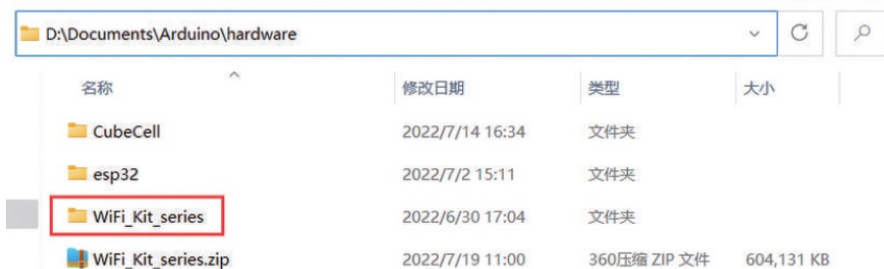 D:\Documents\Arduino\hardware
名称 修改日期 类型 大小
CubeCell 2022/7/14 16:34 文件夹
esp32 2022/7/2 15:11 文件夹
WiFi_Kit_series 2022/6/30 17:04 文件夹
WiFi_Kit_series.zip 2022/7/19 11:00 360压缩 ZIP 文件 604,131 KB